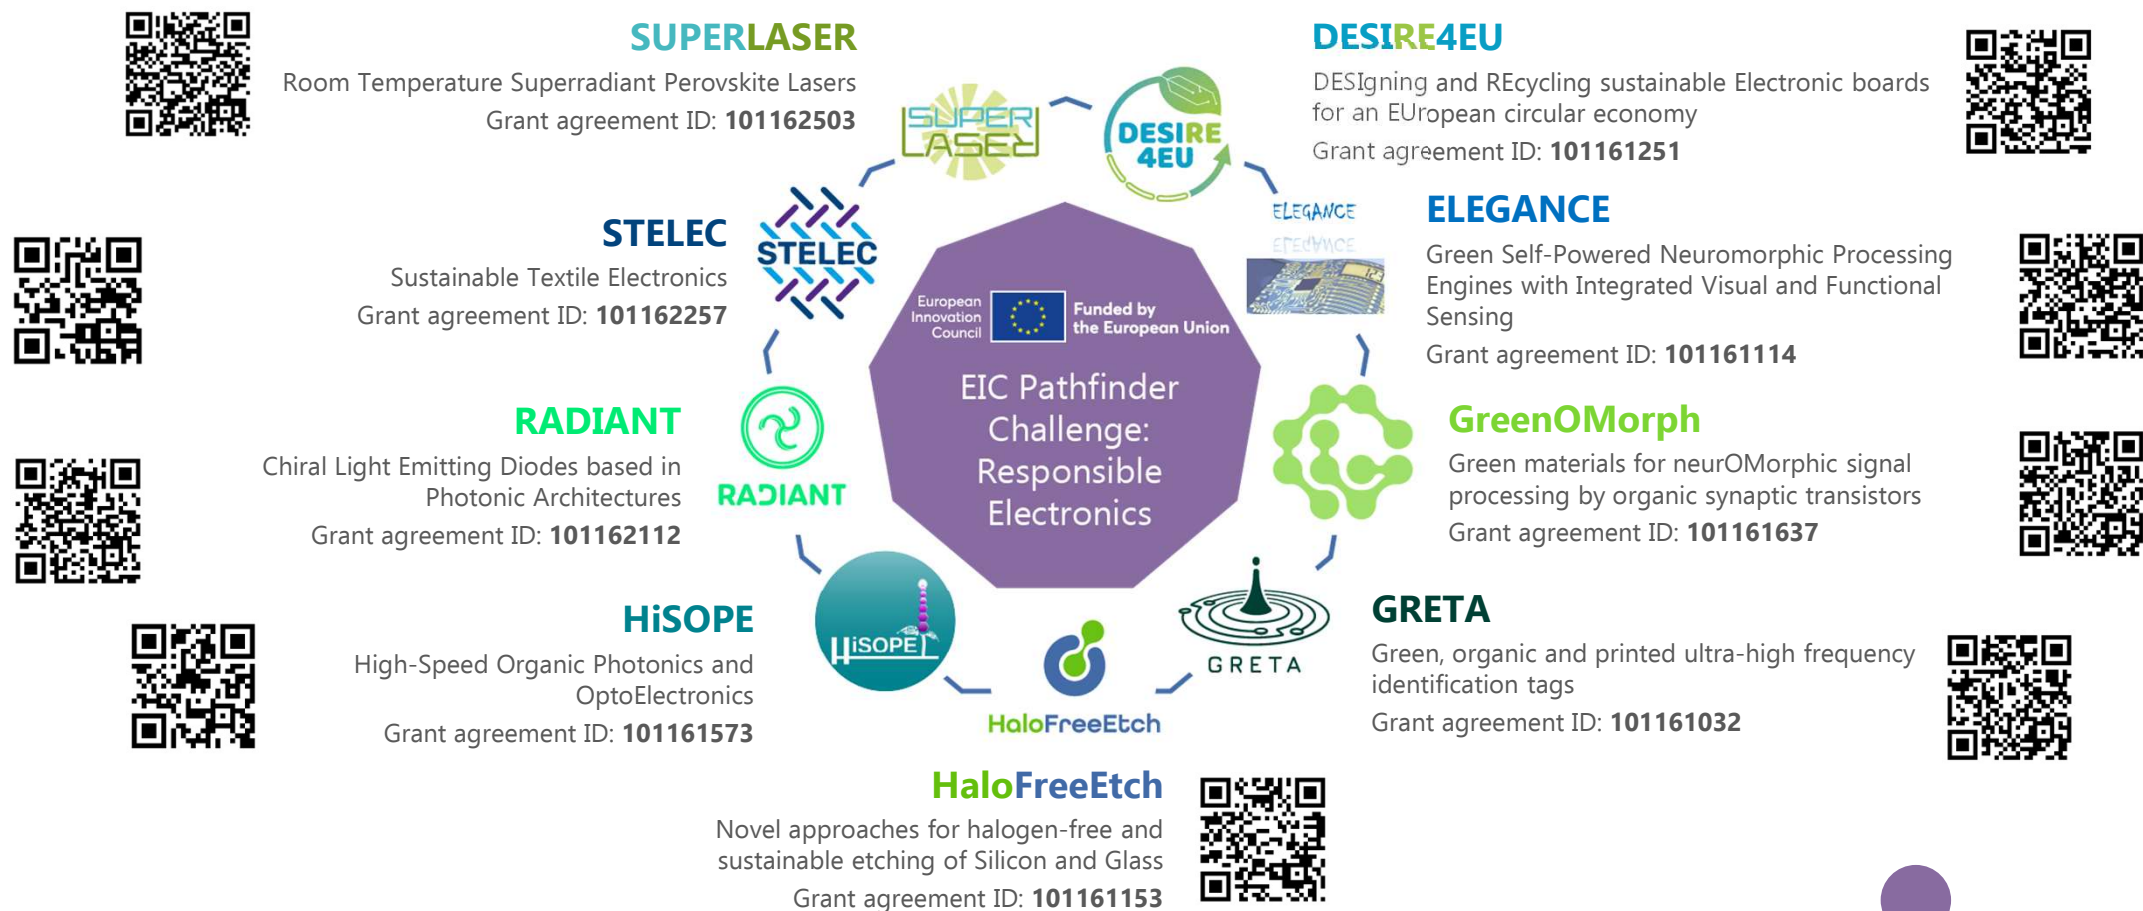 SUPERLASER
Room Temperature Superradiant Perovskite Lasers
Grant agreement ID: 101162503
SUPER
LASER
DESIRE
4EU
DESIRE4EU
DESIgning and REcycling sustainable Electronic boards
for an EUropean circular economy
Grant agreement ID: 101161251
STELEC
Sustainable Textile Electronics
Grant agreement ID: 101162257
STELEC
ELEGANCE
ELEGANCE
ELEGANCE
Green Self-Powered Neuromorphic Processing
Engines with Integrated Visual and Functional
Sensing
Grant agreement ID: 101161114
European
Innovation
Council
Funded by
the European Union
EIC Pathfinder
Challenge:
Responsible
Electronics
RADIANT
Chiral Light Emitting Diodes based in
Photonic Architectures
Grant agreement ID: 101162112
RADIANT
GreenOMorph
Green materials for neurOMorphic signal
processing by organic synaptic transistors
Grant agreement ID: 101161637
HiSOPE
High-Speed Organic Photonics and
OptoElectronics
Grant agreement ID: 101161573
HiSOPE
GRETA
GRETA
Green, organic and printed ultra-high frequency
identification tags
Grant agreement ID: 101161032
HaloFreeEtch
HaloFreeEtch
Novel approaches for halogen-free and
sustainable etching of Silicon and Glass
Grant agreement ID: 101161153